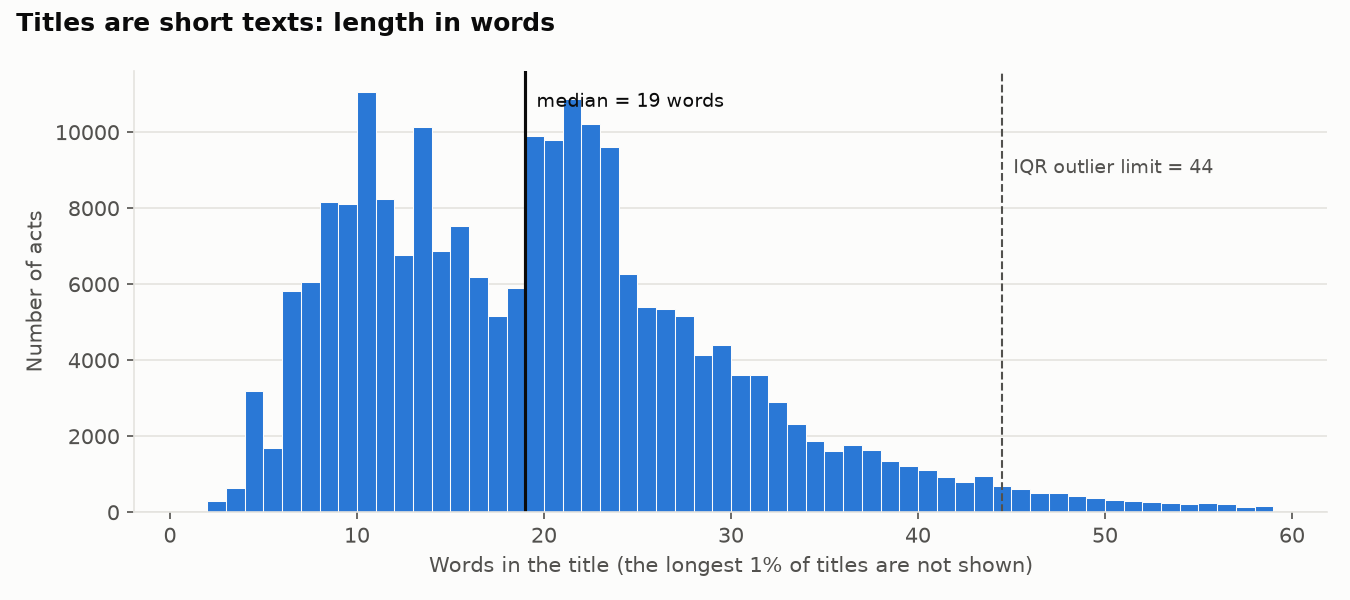 Titles are short texts: length in words
median = 19 words
IQR outlier limit = 44
Number of acts
10000
8000
6000
4000
2000
0
0 10 20 30 40 50 60
Words in the title (the longest 1% of titles are not shown)